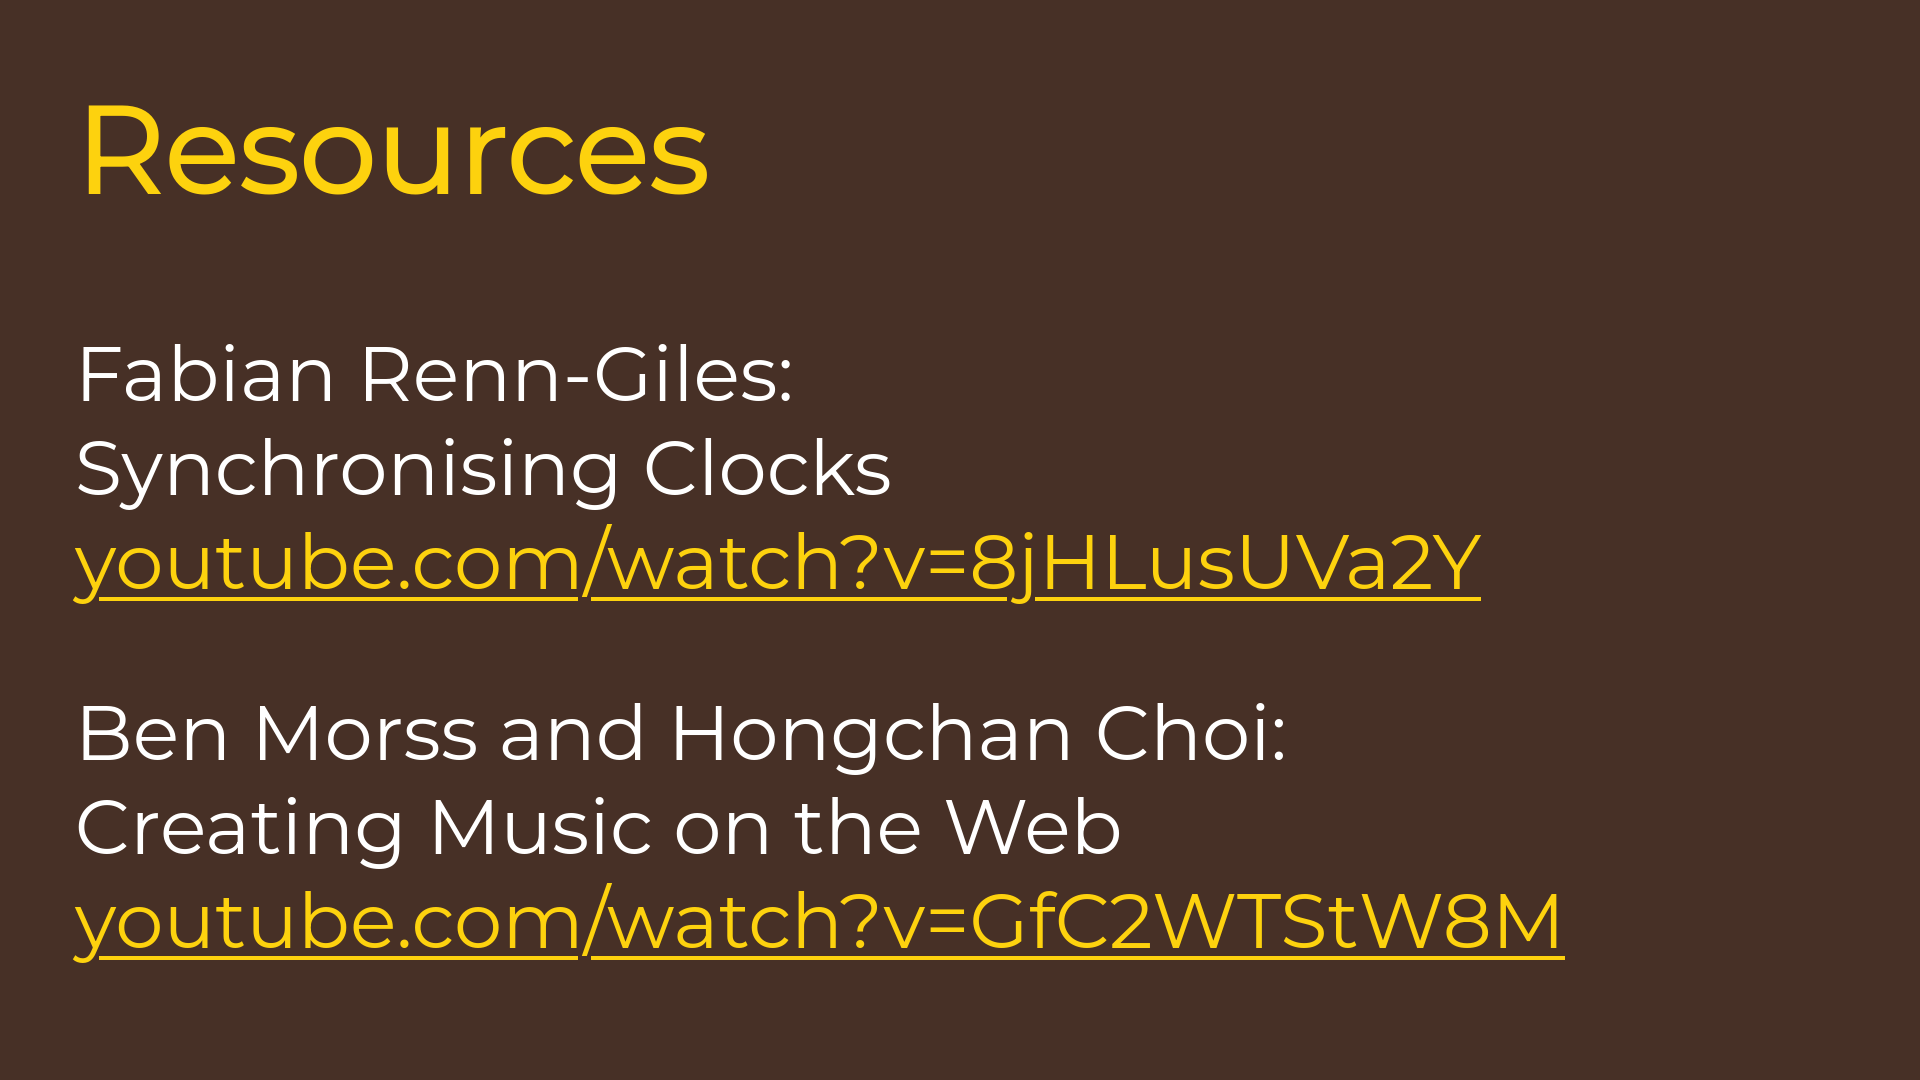 Resources
Fabian Renn-Giles:
Synchronising Clocks
youtube.com/watch?v=8jHLusUVa2Y
Ben Morss and Hongchan Choi:
Creating Music on the Web
youtube.com/watch?v=GfC2WTStW8M